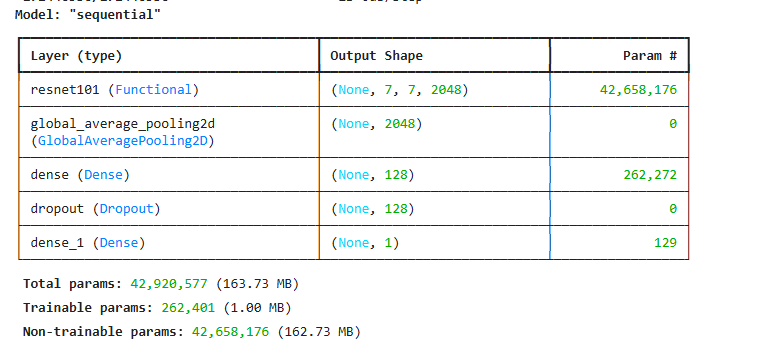 Model: "sequential"
Layer (type) Output Shape Param #
resnet101 (Functional) (None, 7, 7, 2048) 42,658,176
global_average_pooling2d (None, 2048) 0
(GlobalAveragePooling2D)
dense (Dense) (None, 128) 262,272
dropout (Dropout) (None, 128) 0
dense_1 (Dense) (None, 1) 129
Total params: 42,920,577 (163.73 MB)
Trainable params: 262,401 (1.00 MB)
Non-trainable params: 42,658,176 (162.73 MB)